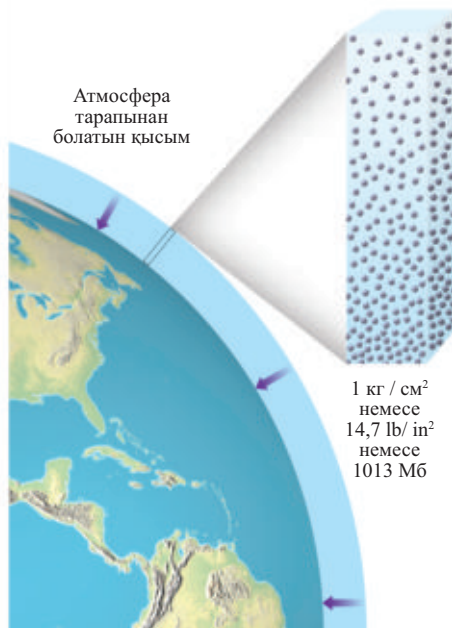 Атмосфера
тарапынан
болатын қысым
1 кг / см²
немесе
14,7 lb/ in²
немесе
1013 Мб